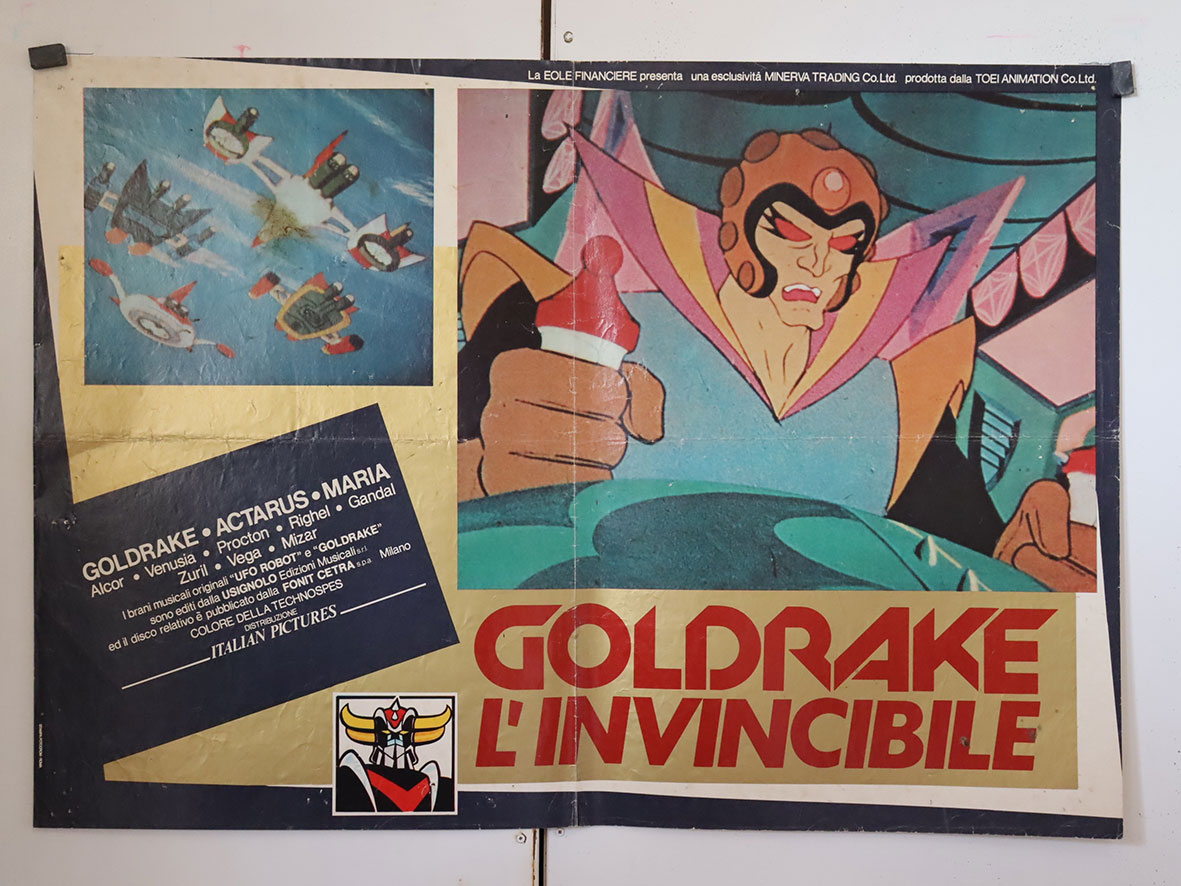 La EOLE FINANCIERE presenta una esclusività MINERVA TRADING Co.Ltd. prodotta dalla TOEI ANIMATION Co.Ltd.
GOLDRAKE • ACTARUS • MARIA
Alcor • Venusia • Procton • Righel • Gandal
Zuril • Vega • Mizar
I brani musicali originali "UFO ROBOT" e "GOLDRAKE"
sono editi dalla USIGNOLO Edizioni Musicali s.r.l.
ed il disco relativo è pubblicato dalla FONIT CETRA s.p.a. Milano
COLORE DELLA TECHNOSPES
DISTRIBUZIONE
ITALIAN PICTURES
GOLDRAKE
L'INVINCIBILE